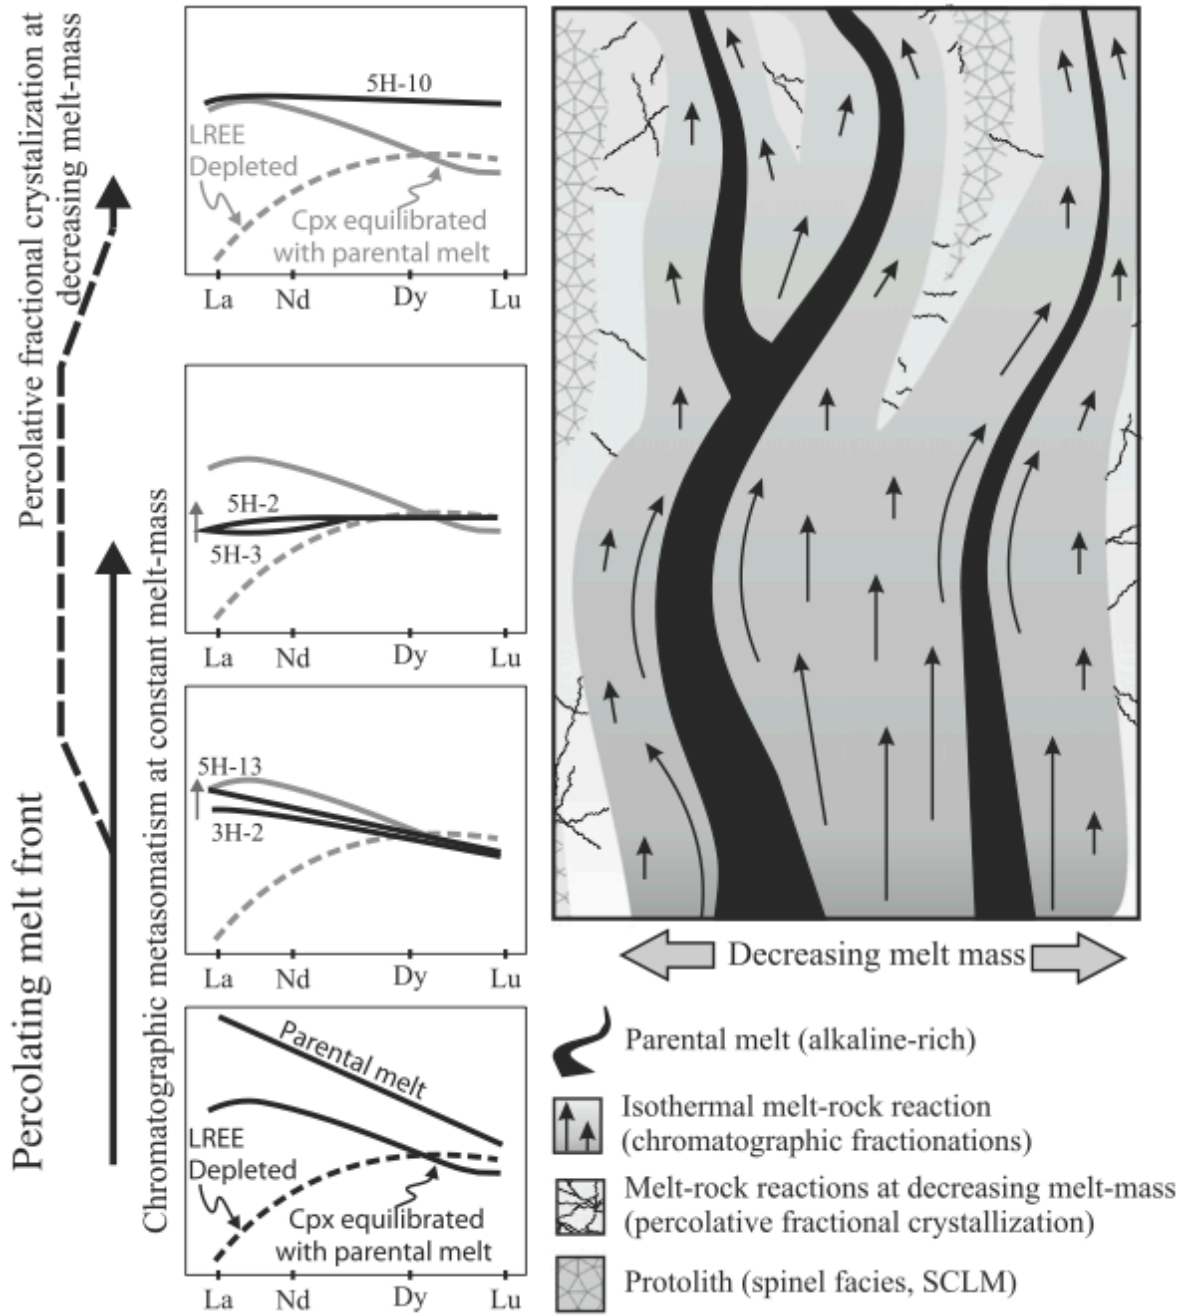 Percolative fractional crystalization at
decreasing melt-mass
Percolating melt front
Chromatographic metasomatism at constant melt-mass
5H-10
LREE
Depleted
Cpx equilibrated
with parental melt
La Nd Dy Lu
5H-2
5H-3
La Nd Dy Lu
5H-13
3H-2
La Nd Dy Lu
Parental melt
LREE
Depleted
Cpx equilibrated
with parental melt
La Nd Dy Lu
Decreasing melt mass
Parental melt (alkaline-rich)
Isothermal melt-rock reaction
(chromatographic fractionations)
Melt-rock reactions at decreasing melt-mass
(percolative fractional crystallization)
Protolith (spinel facies, SCLM)